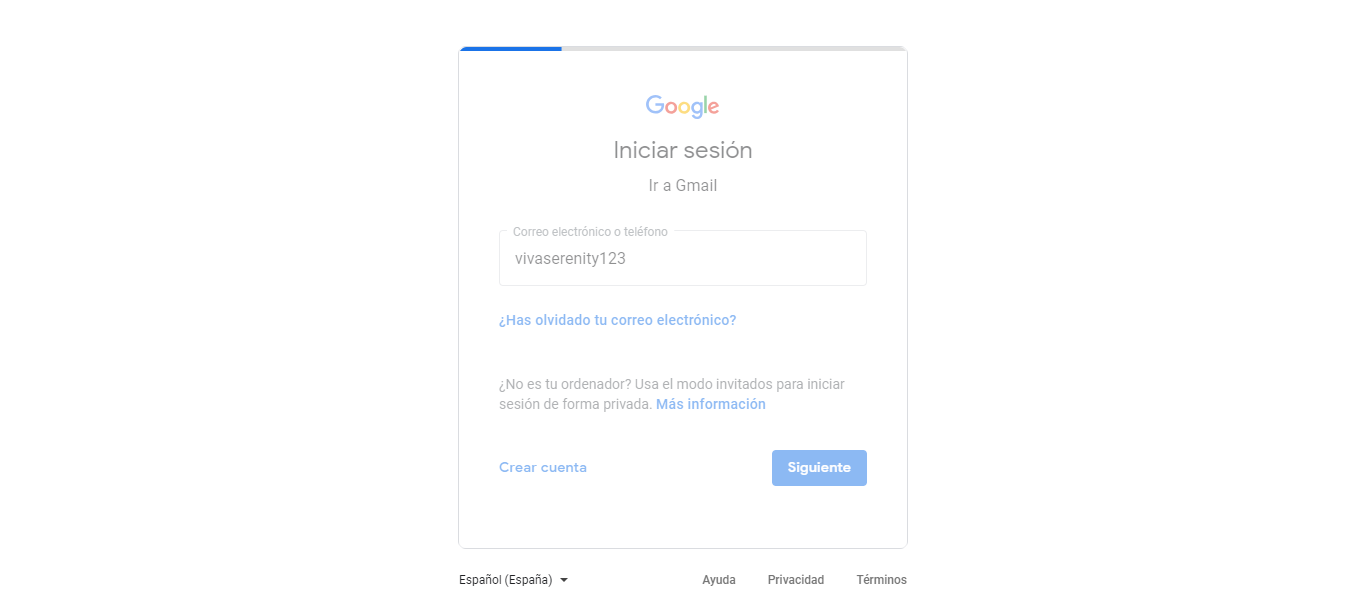 Google
Iniciar sesión
Ir a Gmail
Correo electrónico o teléfono
vivaserenity123
¿Has olvidado tu correo electrónico?
¿No es tu ordenador? Usa el modo invitados para iniciar
sesión de forma privada. Más información
Crear cuenta
Siguiente
Español (España)
Ayuda
Privacidad
Términos